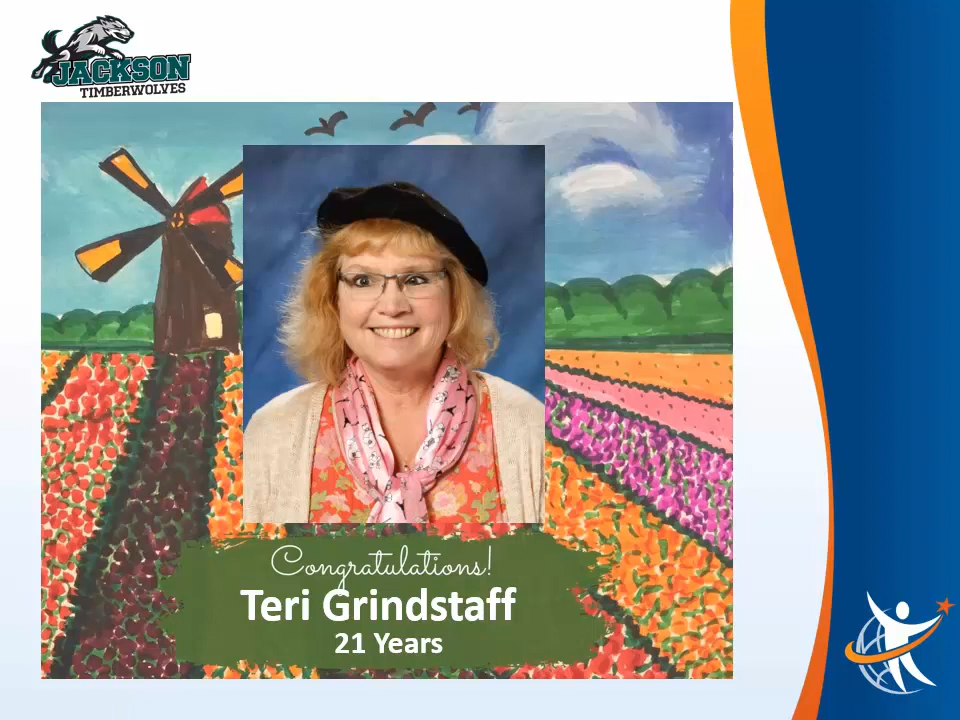 JACKSON
TIMBERWOLVES
Congratulations!
Teri Grindstaff
21 Years